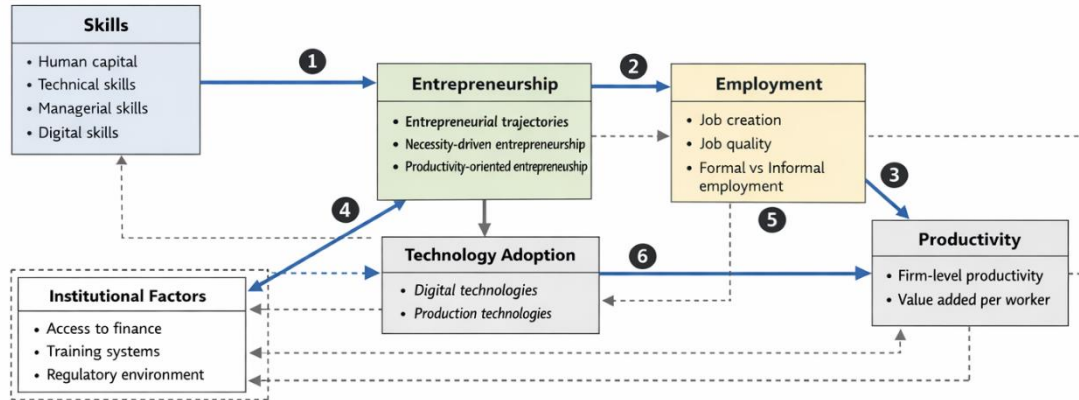 Skills
• Human capital
• Technical skills
• Managerial skills
• Digital skills
1
Entrepreneurship
• Entrepreneurial trajectories
• Necessity-driven entrepreneurship
• Productivity-oriented entrepreneurship
2
Employment
• Job creation
• Job quality
• Formal vs Informal
employment
3
4
5
Technology Adoption
• Digital technologies
• Production technologies
6
Productivity
• Firm-level productivity
• Value added per worker
Institutional Factors
• Access to finance
• Training systems
• Regulatory environment